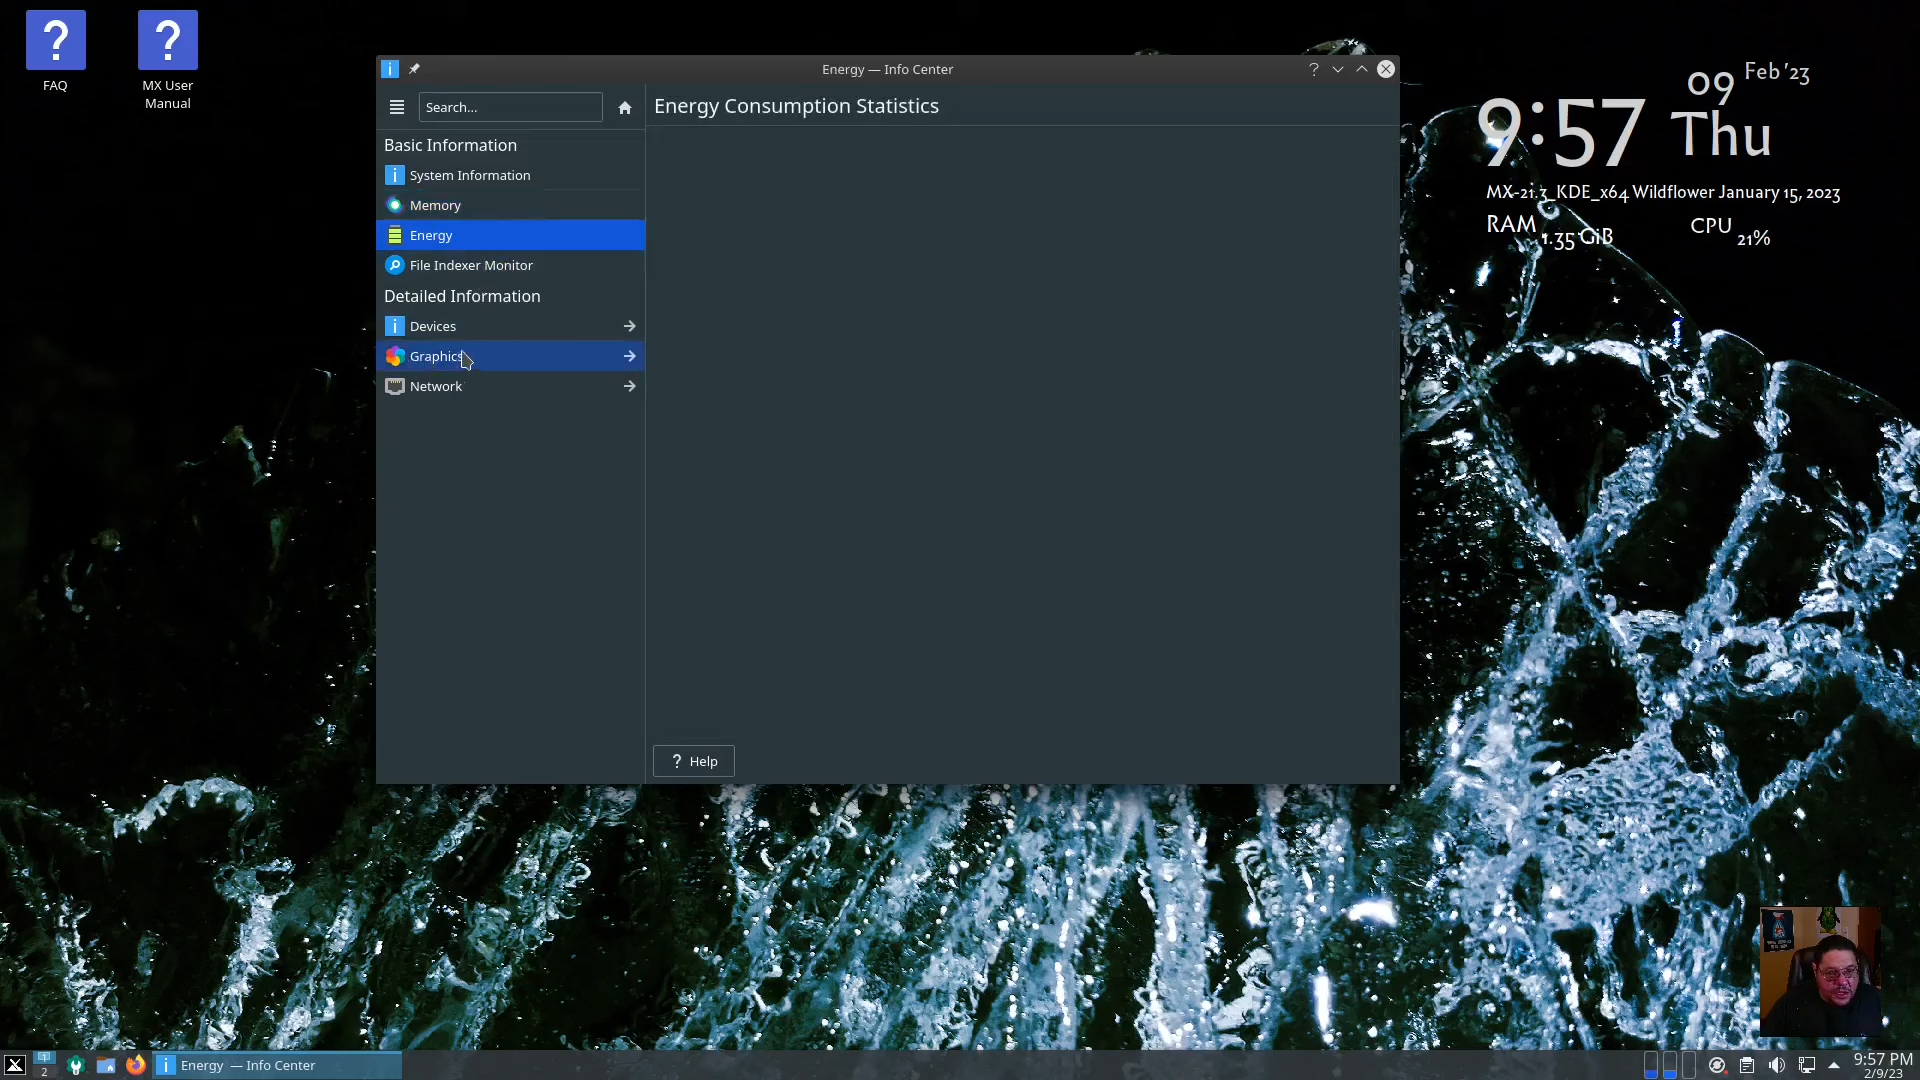 FAQ
MX User
Manual
Energy — Info Center
Search...
Energy Consumption Statistics
Basic Information
System Information
Memory
Energy
File Indexer Monitor
Detailed Information
Devices
Graphics
Network
? Help
09 Feb '23
9:57 Thu
MX-21.3_KDE_x64 Wildflower January 15, 2023
RAM 1.35 GiB CPU 21%
1
2
Energy — Info Center
9:57 PM
2/9/23